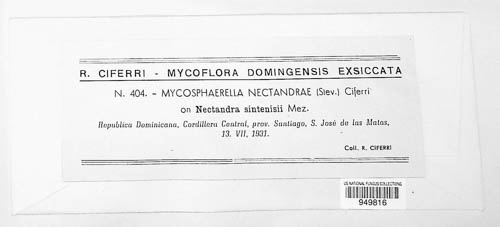 R. CIFERRI - MYCOFLORA DOMINGENSIS EXSICCATA
N. 404. - MYCOSPHAERELLA NECTANDRAE (Stev.) Ciferri
on Nectandra sintenisii Mez.
Republica Dominicana, Cordillera Central, prov. Santiago, S. José de las Matas,
13. VII, 1931.
Coll. R. CIFERRI
US NATIONAL FUNGUS COLLECTIONS
949816